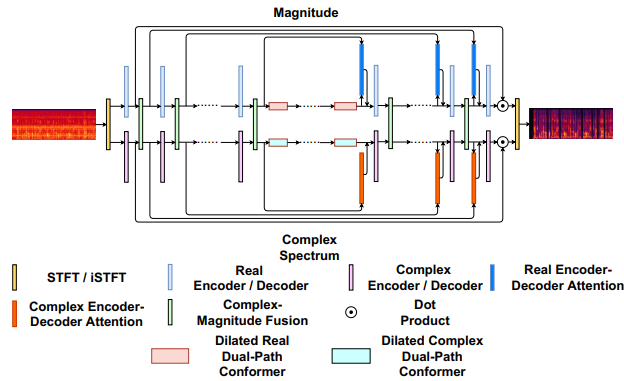 Magnitude
Complex
Spectrum
STFT / iSTFT
Real
Encoder / Decoder
Complex
Encoder / Decoder
Real Encoder-
Decoder Attention
Complex Encoder-
Decoder Attention
Complex-
Magnitude Fusion
Dot
Product
Dilated Real
Dual-Path
Conformer
Dilated Complex
Dual-Path
Conformer